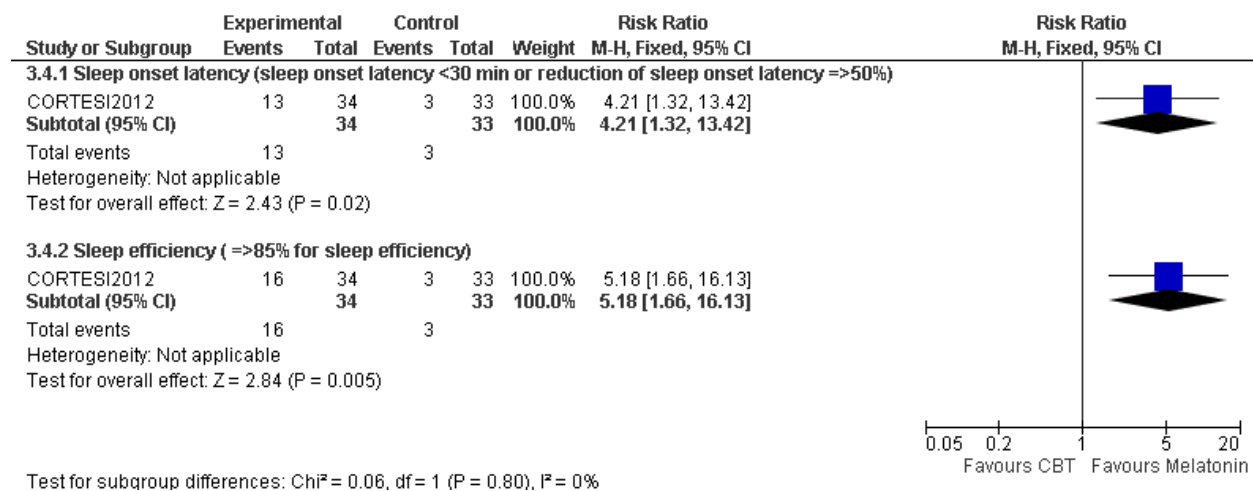 Experimental Control Risk Ratio Risk Ratio
Study or Subgroup Events Total Events Total Weight M-H, Fixed, 95% CI M-H, Fixed, 95% CI
3.4.1 Sleep onset latency (sleep onset latency <30 min or reduction of sleep onset latency =>50%)
CORTESI2012 13 34 3 33 100.0% 4.21 [1.32, 13.42]
Subtotal (95% CI) 34 33 100.0% 4.21 [1.32, 13.42]
Total events 13 3
Heterogeneity: Not applicable
Test for overall effect: Z = 2.43 (P = 0.02)
3.4.2 Sleep efficiency ( =>85% for sleep efficiency)
CORTESI2012 16 34 3 33 100.0% 5.18 [1.66, 16.13]
Subtotal (95% CI) 34 33 100.0% 5.18 [1.66, 16.13]
Total events 16 3
Heterogeneity: Not applicable
Test for overall effect: Z = 2.84 (P = 0.005)
0.05 0.2 1 5 20
Favours CBT Favours Melatonin
Test for subgroup differences: Chi² = 0.06, df = 1 (P = 0.80), I² = 0%